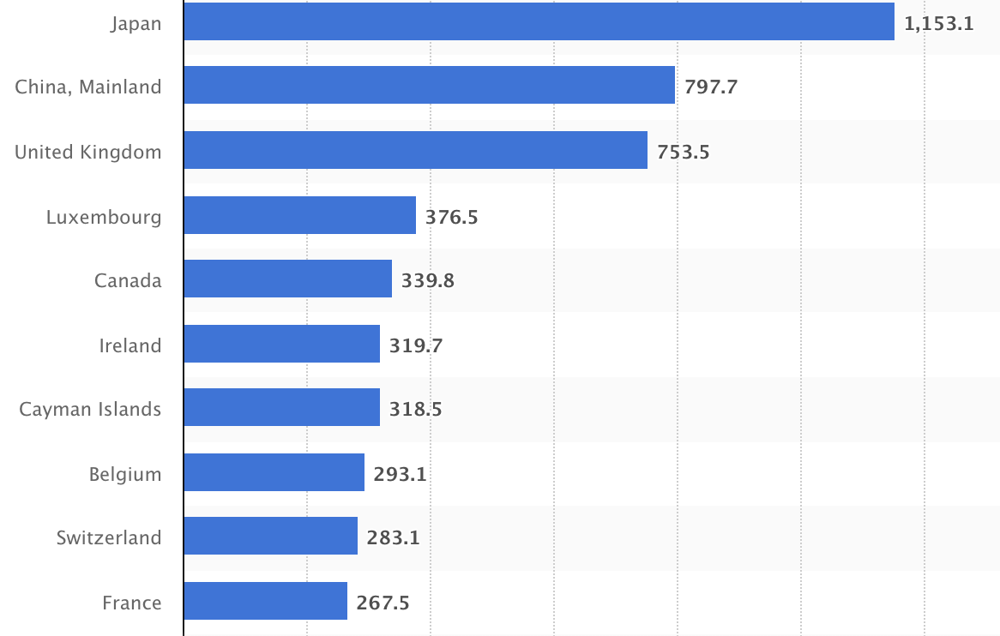 Japan 1,153.1
China, Mainland 797.7
United Kingdom 753.5
Luxembourg 376.5
Canada 339.8
Ireland 319.7
Cayman Islands 318.5
Belgium 293.1
Switzerland 283.1
France 267.5